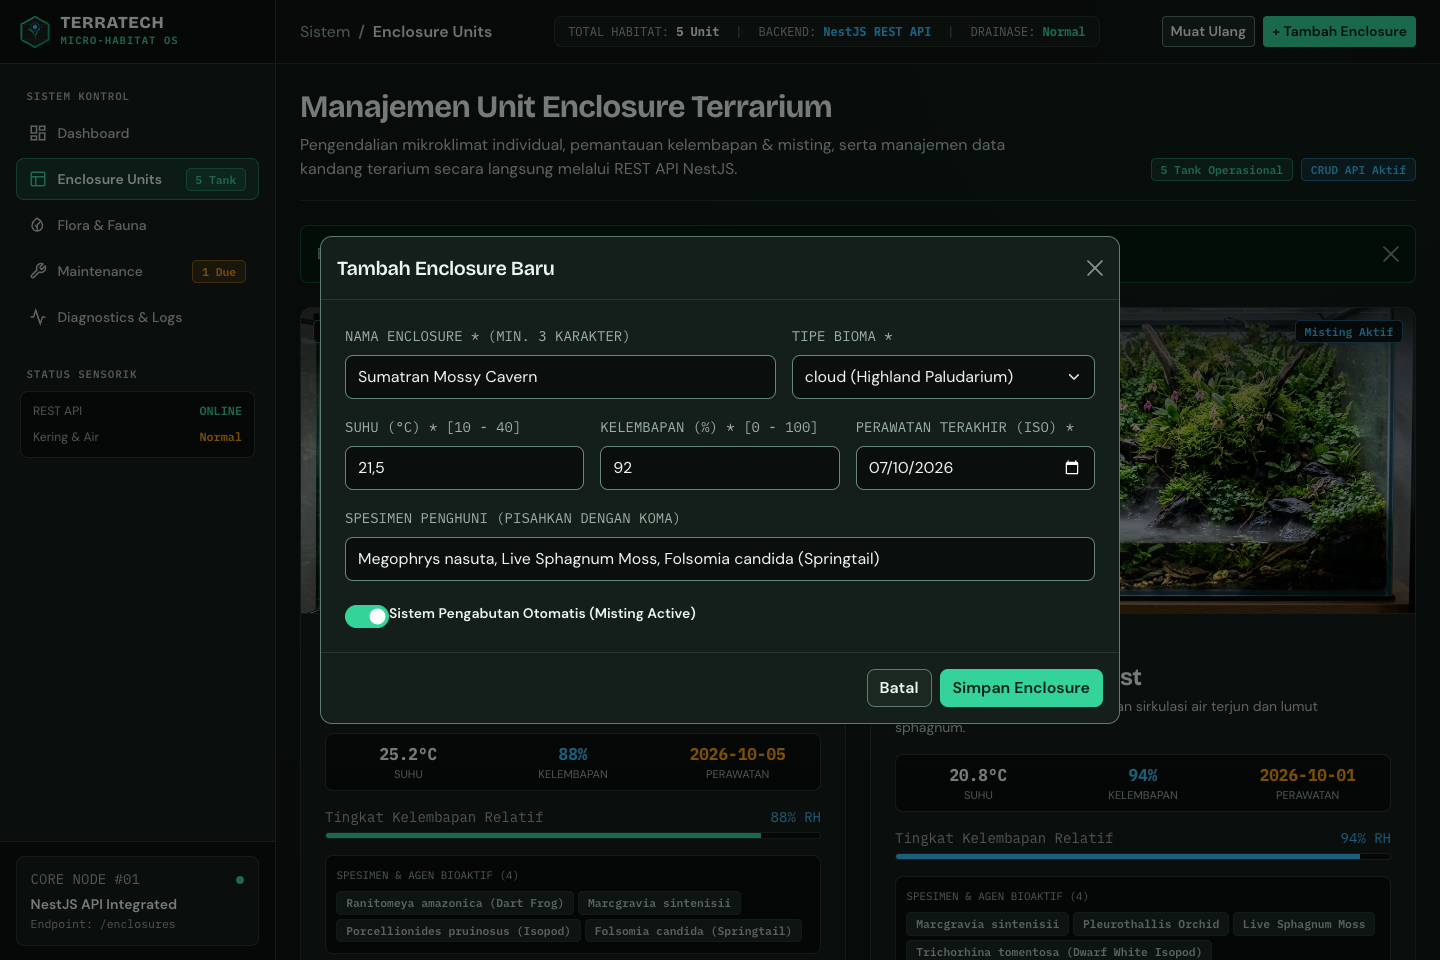 TERRATECH
MICRO-HABITAT OS
Sistem / Enclosure Units
TOTAL HABITAT: 5 Unit | BACKEND: NestJS REST API | DRAINASE: Normal
Muat Ulang
+ Tambah Enclosure
SISTEM KONTROL
Dashboard
Enclosure Units
5 Tank
Flora & Fauna
Maintenance
1 Due
Diagnostics & Logs
STATUS SENSORIK
REST API
ONLINE
Kering & Air
Normal
CORE NODE #01
NestJS API Integrated
Endpoint: /enclosures
Manajemen Unit Enclosure Terrarium
Pengendalian mikroklimat individual, pemantauan kelembapan & misting, serta manajemen data
kandang terarium secara langsung melalui REST API NestJS.
5 Tank Operasional
CRUD API Aktif
Tambah Enclosure Baru
NAMA ENCLOSURE * (MIN. 3 KARAKTER)
Sumatran Mossy Cavern
TIPE BIOMA *
cloud (Highland Paludarium)
SUHU (°C) * [10 - 40]
21,5
KELEMBAPAN (%) * [0 - 100]
92
PERAWATAN TERAKHIR (ISO) *
07/10/2026
SPESIMEN PENGHUNI (PISAHKAN DENGAN KOMA)
Megophrys nasuta, Live Sphagnum Moss, Folsomia candida (Springtail)
Sistem Pengabutan Otomatis (Misting Active)
Batal
Simpan Enclosure
Misting Aktif
st
an sirkulasi air terjun dan lumut
sphagnum.
25.2°C
SUHU
88%
KELEMBAPAN
2026-10-05
PERAWATAN
Tingkat Kelembapan Relatif
88% RH
SPESIMEN & AGEN BIOAKTIF (4)
Ranitomeya amazonica (Dart Frog)
Marcgravia sintenisii
Porcellionides pruinosus (Isopod)
Folsomia candida (Springtail)
20.8°C
SUHU
94%
KELEMBAPAN
2026-10-01
PERAWATAN
Tingkat Kelembapan Relatif
94% RH
SPESIMEN & AGEN BIOAKTIF (4)
Marcgravia sintenisii
Pleurothallis Orchid
Live Sphagnum Moss
Trichorhina tomentosa (Dwarf White Isopod)